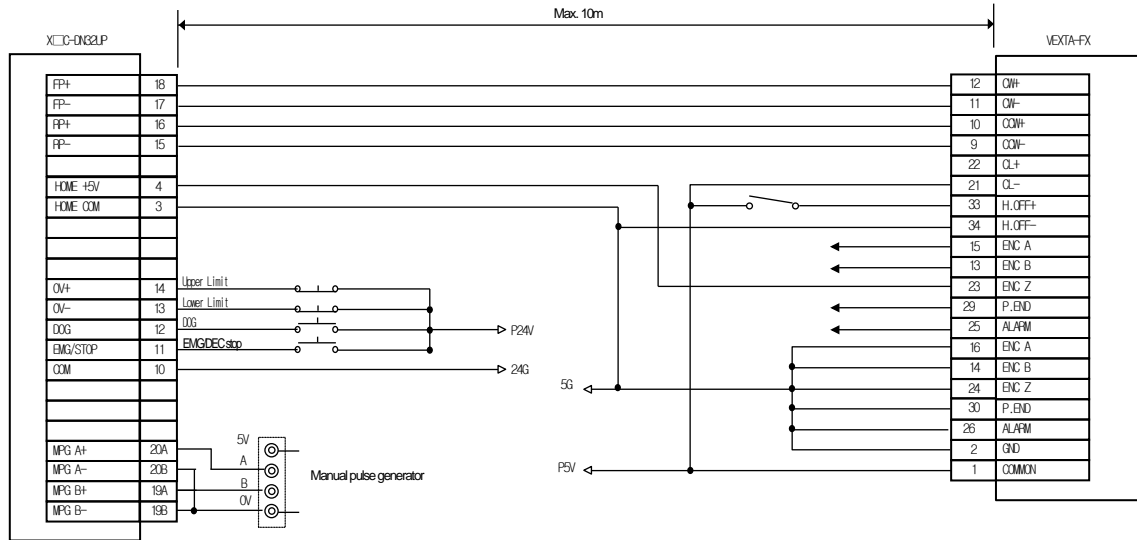 Max. 10m
X□C-DN32UP
VEXTA-FX
FP+ 18
FP- 17
RP+ 16
RP- 15
HOME +5V 4
HOME COM 3
OV+ 14 Upper Limit
OV- 13 Lower Limit
DOG 12 DOG
EMG/STOP 11 EMG/DEC stop
COM 10
P24V
24G
MPG A+ 20A
MPG A- 20B
MPG B+ 19A
MPG B- 19B
5V
A
B
0V
Manual pulse generator
5G
P5V
12 CW+
11 CW-
10 CCW+
9 CCW-
22 CL+
21 CL-
33 H.OFF+
34 H.OFF-
15 ENC A
13 ENC B
23 ENC Z
29 P.END
25 ALARM
16 ENC A
14 ENC B
24 ENC Z
30 P.END
26 ALARM
2 GND
1 COMMON